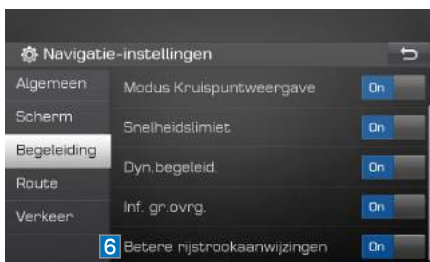 Navigatie-instellingen
Algemeen
Scherm
Begeleiding
Route
Verkeer
Modus Kruispuntweergave On
Snelheidslimiet On
Dyn.begeleid. On
Inf. gr.ovrg. On
6 Betere rijstrookaanwijzingen On